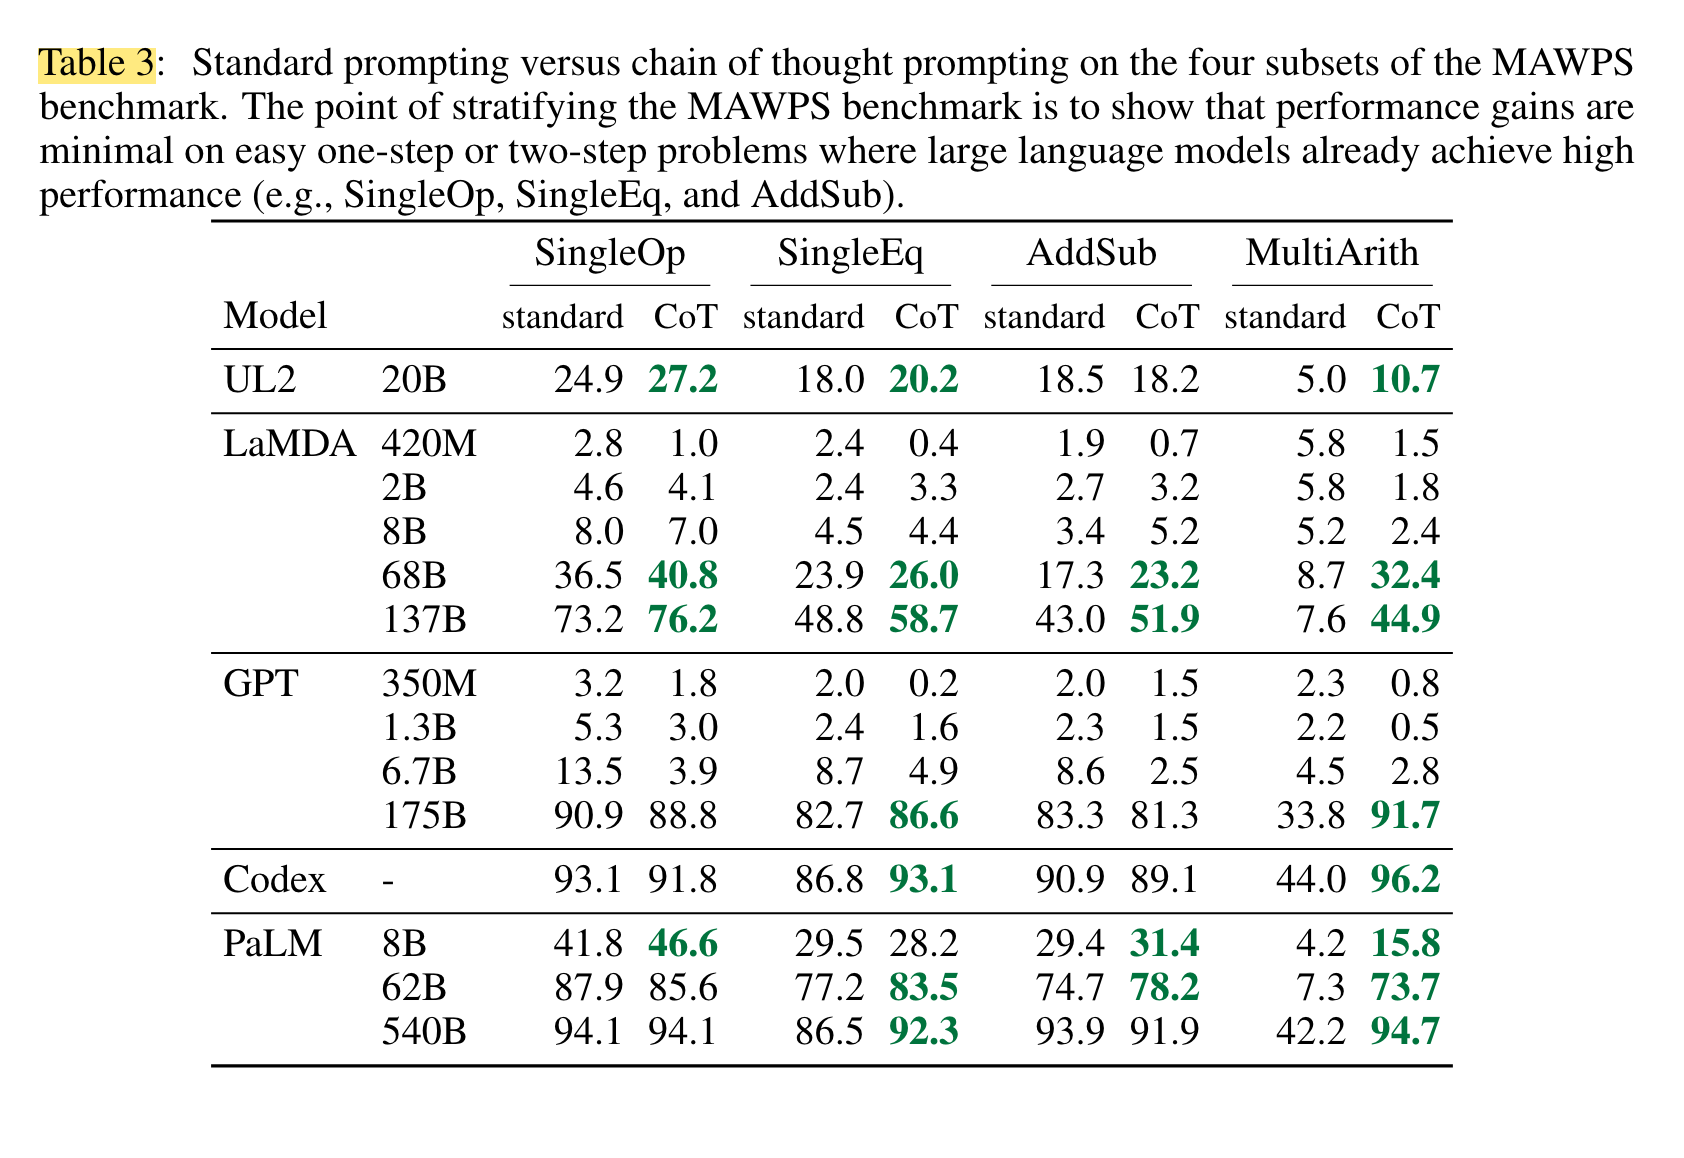 Table 3: Standard prompting versus chain of thought prompting on the four subsets of the MAWPS
benchmark. The point of stratifying the MAWPS benchmark is to show that performance gains are
minimal on easy one-step or two-step problems where large language models already achieve high
performance (e.g., SingleOp, SingleEq, and AddSub).
SingleOp SingleEq AddSub MultiArith
Model standard CoT standard CoT standard CoT standard CoT
UL2 20B 24.9 27.2 18.0 20.2 18.5 18.2 5.0 10.7
LaMDA 420M 2.8 1.0 2.4 0.4 1.9 0.7 5.8 1.5
2B 4.6 4.1 2.4 3.3 2.7 3.2 5.8 1.8
8B 8.0 7.0 4.5 4.4 3.4 5.2 5.2 2.4
68B 36.5 40.8 23.9 26.0 17.3 23.2 8.7 32.4
137B 73.2 76.2 48.8 58.7 43.0 51.9 7.6 44.9
GPT 350M 3.2 1.8 2.0 0.2 2.0 1.5 2.3 0.8
1.3B 5.3 3.0 2.4 1.6 2.3 1.5 2.2 0.5
6.7B 13.5 3.9 8.7 4.9 8.6 2.5 4.5 2.8
175B 90.9 88.8 82.7 86.6 83.3 81.3 33.8 91.7
Codex - 93.1 91.8 86.8 93.1 90.9 89.1 44.0 96.2
PaLM 8B 41.8 46.6 29.5 28.2 29.4 31.4 4.2 15.8
62B 87.9 85.6 77.2 83.5 74.7 78.2 7.3 73.7
540B 94.1 94.1 86.5 92.3 93.9 91.9 42.2 94.7